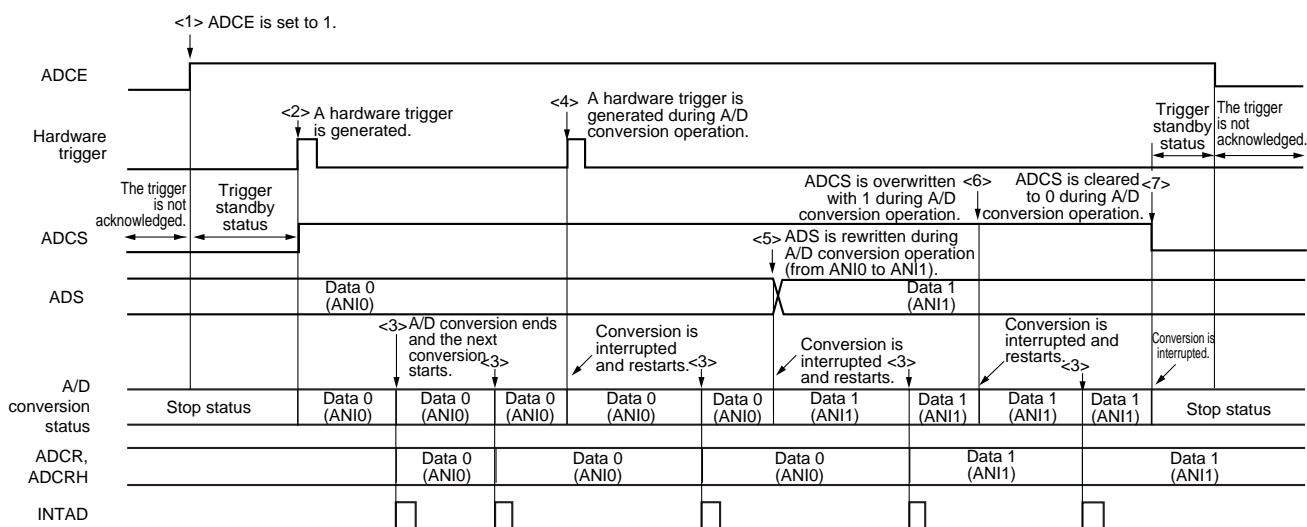 <1> ADCE is set to 1.
ADCE
<2> A hardware trigger
is generated.
<4> A hardware trigger is
generated during A/D
conversion operation.
Trigger
standby
status
The trigger
is not
acknowledged.
Hardware
trigger
The trigger
is not
acknowledged.
Trigger
standby
status
ADCS is overwritten <6>
with 1 during A/D
conversion operation.
ADCS is cleared <7>
to 0 during A/D
conversion operation.
ADCS
<5> ADS is rewritten during
A/D conversion operation
(from ANI0 to ANI1).
ADS
Data 0
(ANI0)
Data 1
(ANI1)
<3> A/D conversion ends
and the next
conversion
starts. <3>
Conversion is
interrupted
and restarts. <3>
Conversion is
interrupted <3>
and restarts.
Conversion is
interrupted and
restarts. <3>
Conversion is
interrupted.
A/D
conversion
status
Stop status
Data 0
(ANI0)
Data 0
(ANI0)
Data 0
(ANI0)
Data 0
(ANI0)
Data 0
(ANI0)
Data 1
(ANI1)
Data 1
(ANI1)
Data 1
(ANI1)
Data 1
(ANI1)
Stop status
ADCR,
ADCRH
Data 0
(ANI0)
Data 0
(ANI0)
Data 0
(ANI0)
Data 1
(ANI1)
Data 1
(ANI1)
INTAD